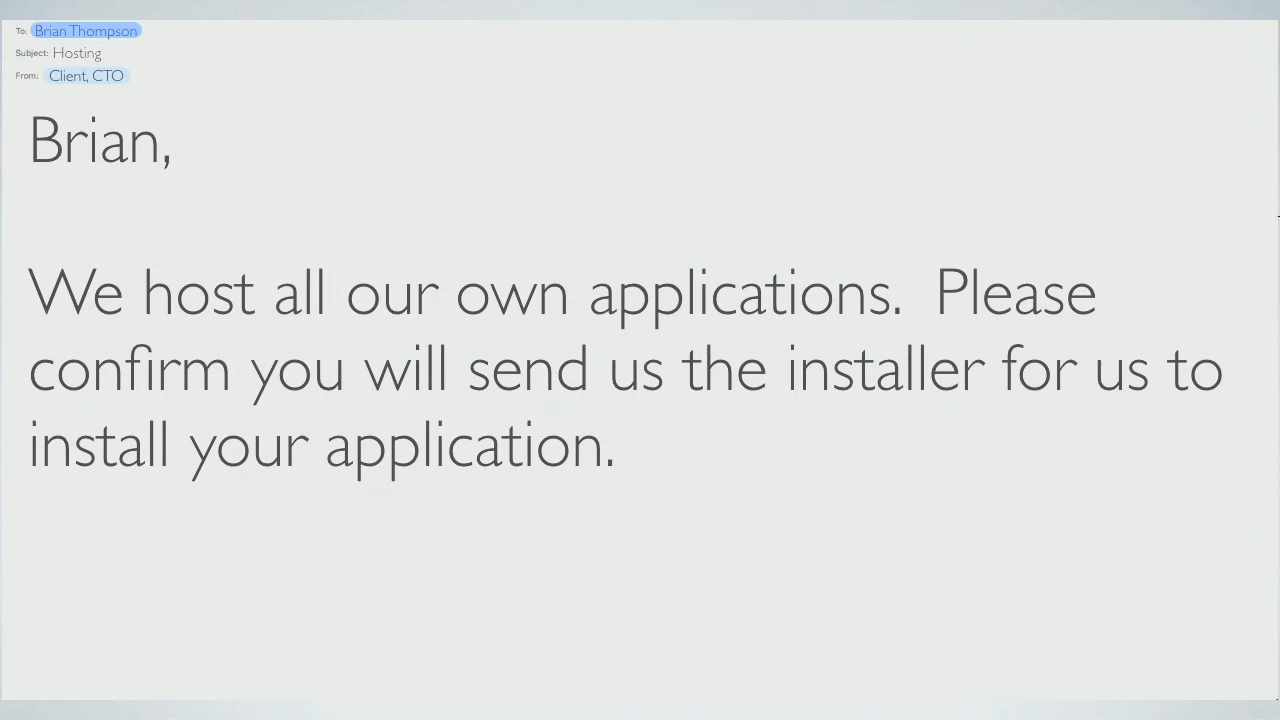 To: Brian Thompson
Subject: Hosting
From: Client, CTO
Brian,
We host all our own applications.  Please
confirm you will send us the installer for us to
install your application.